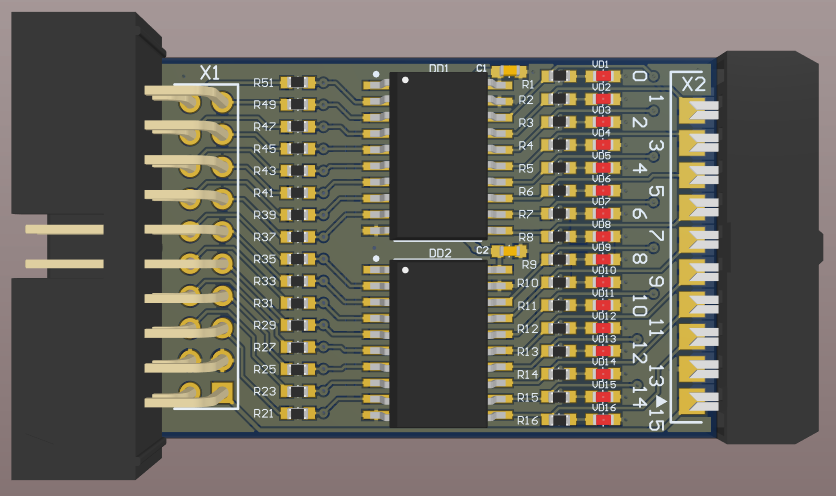 X1
R51
R49
R47
R45
R43
R41
R39
R37
R35
R33
R31
R29
R27
R25
R23
R21
DD1
DD2
C1
C2
R1
R2
R3
R4
R5
R6
R7
R8
R9
R10
R11
R12
R13
R14
R15
R16
VD1
VD2
VD3
VD4
VD5
VD6
VD7
VD8
VD9
VD10
VD11
VD12
VD13
VD14
VD15
VD16
0
1
2
3
4
5
6
7
8
9
10
11
12
13
14
15
X2